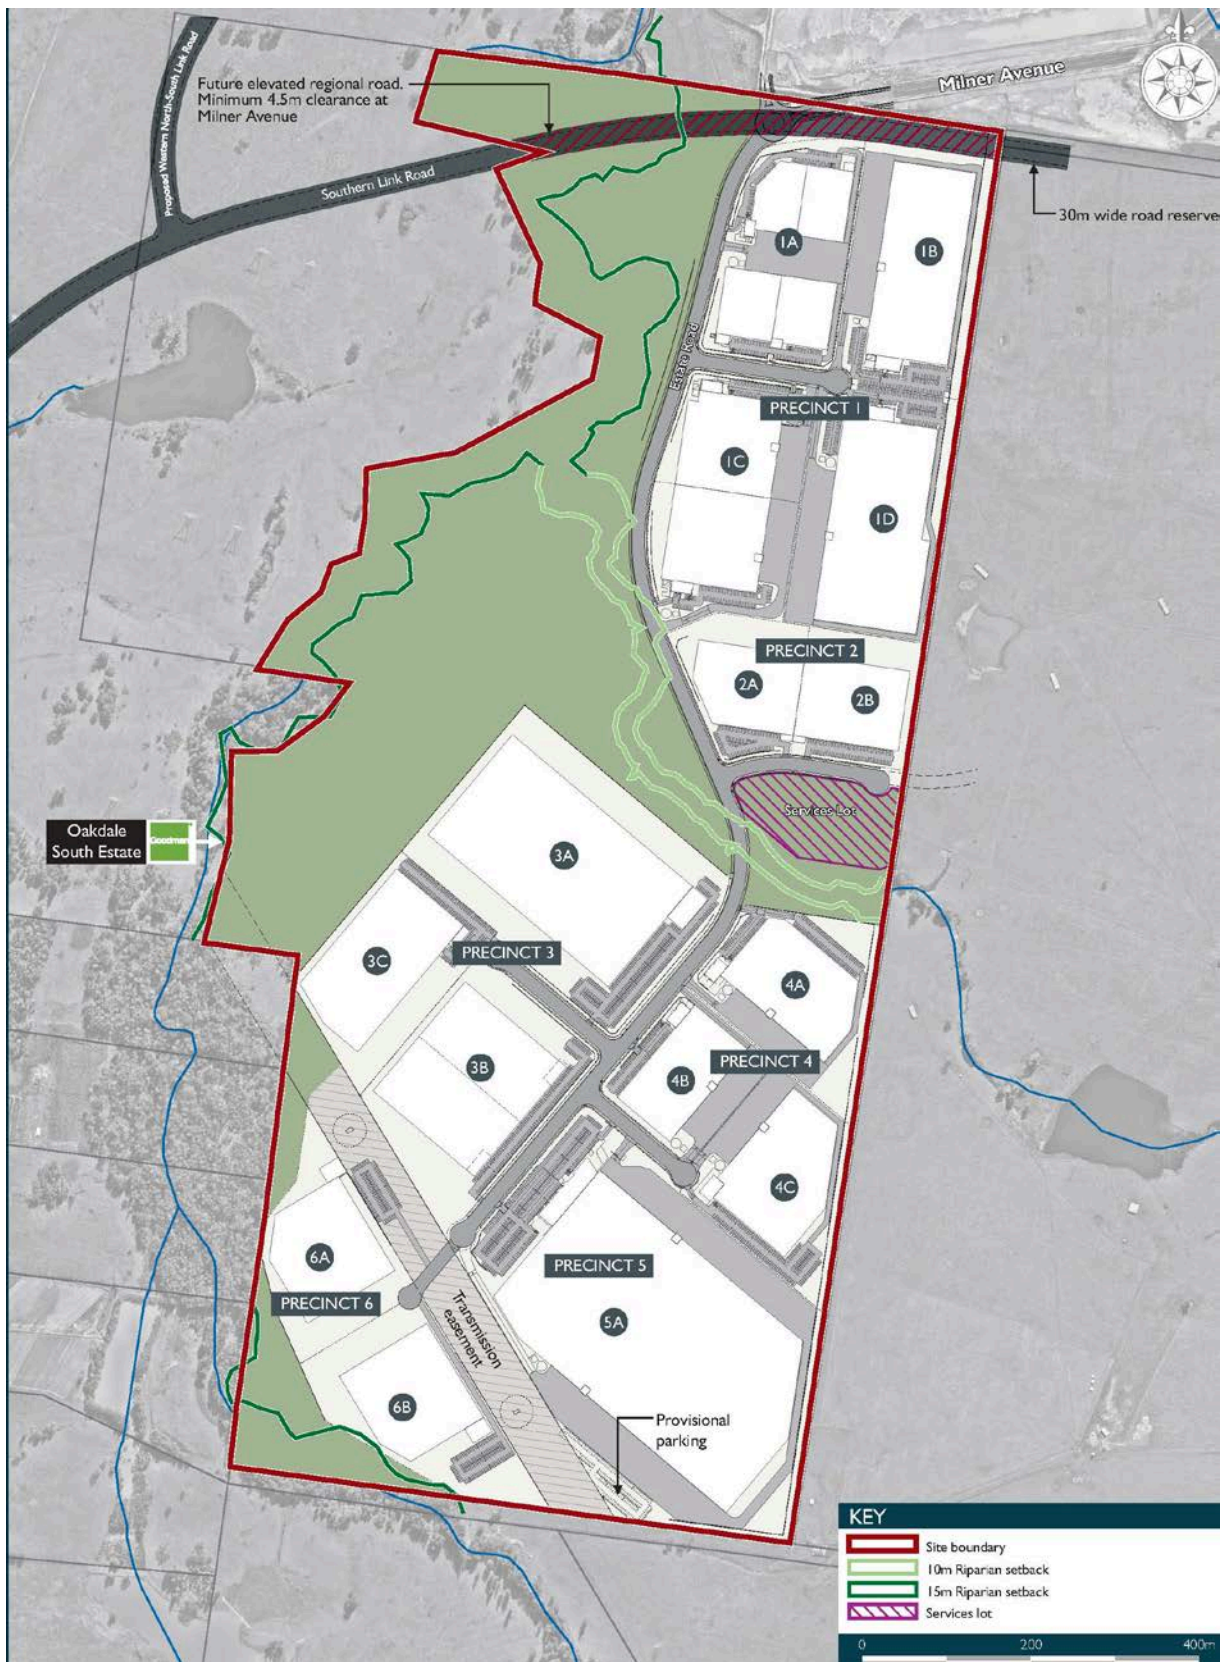 Milner Avenue
Future elevated regional road.
Minimum 4.5m clearance at
Milner Avenue
Proposed Western North-South Link Road
Southern Link Road
30m wide road reserve
1A
1B
Estate Road
PRECINCT 1
1C
1D
PRECINCT 2
2A
2B
Services Lot
Oakdale
South Estate
Goodman
3A
PRECINCT 3
3C
4A
3B
PRECINCT 4
4B
4C
6A
PRECINCT 5
PRECINCT 6
5A
Transmission
easement
6B
Provisional
parking
KEY
Site boundary
10m Riparian setback
15m Riparian setback
Services lot
0
200
400m